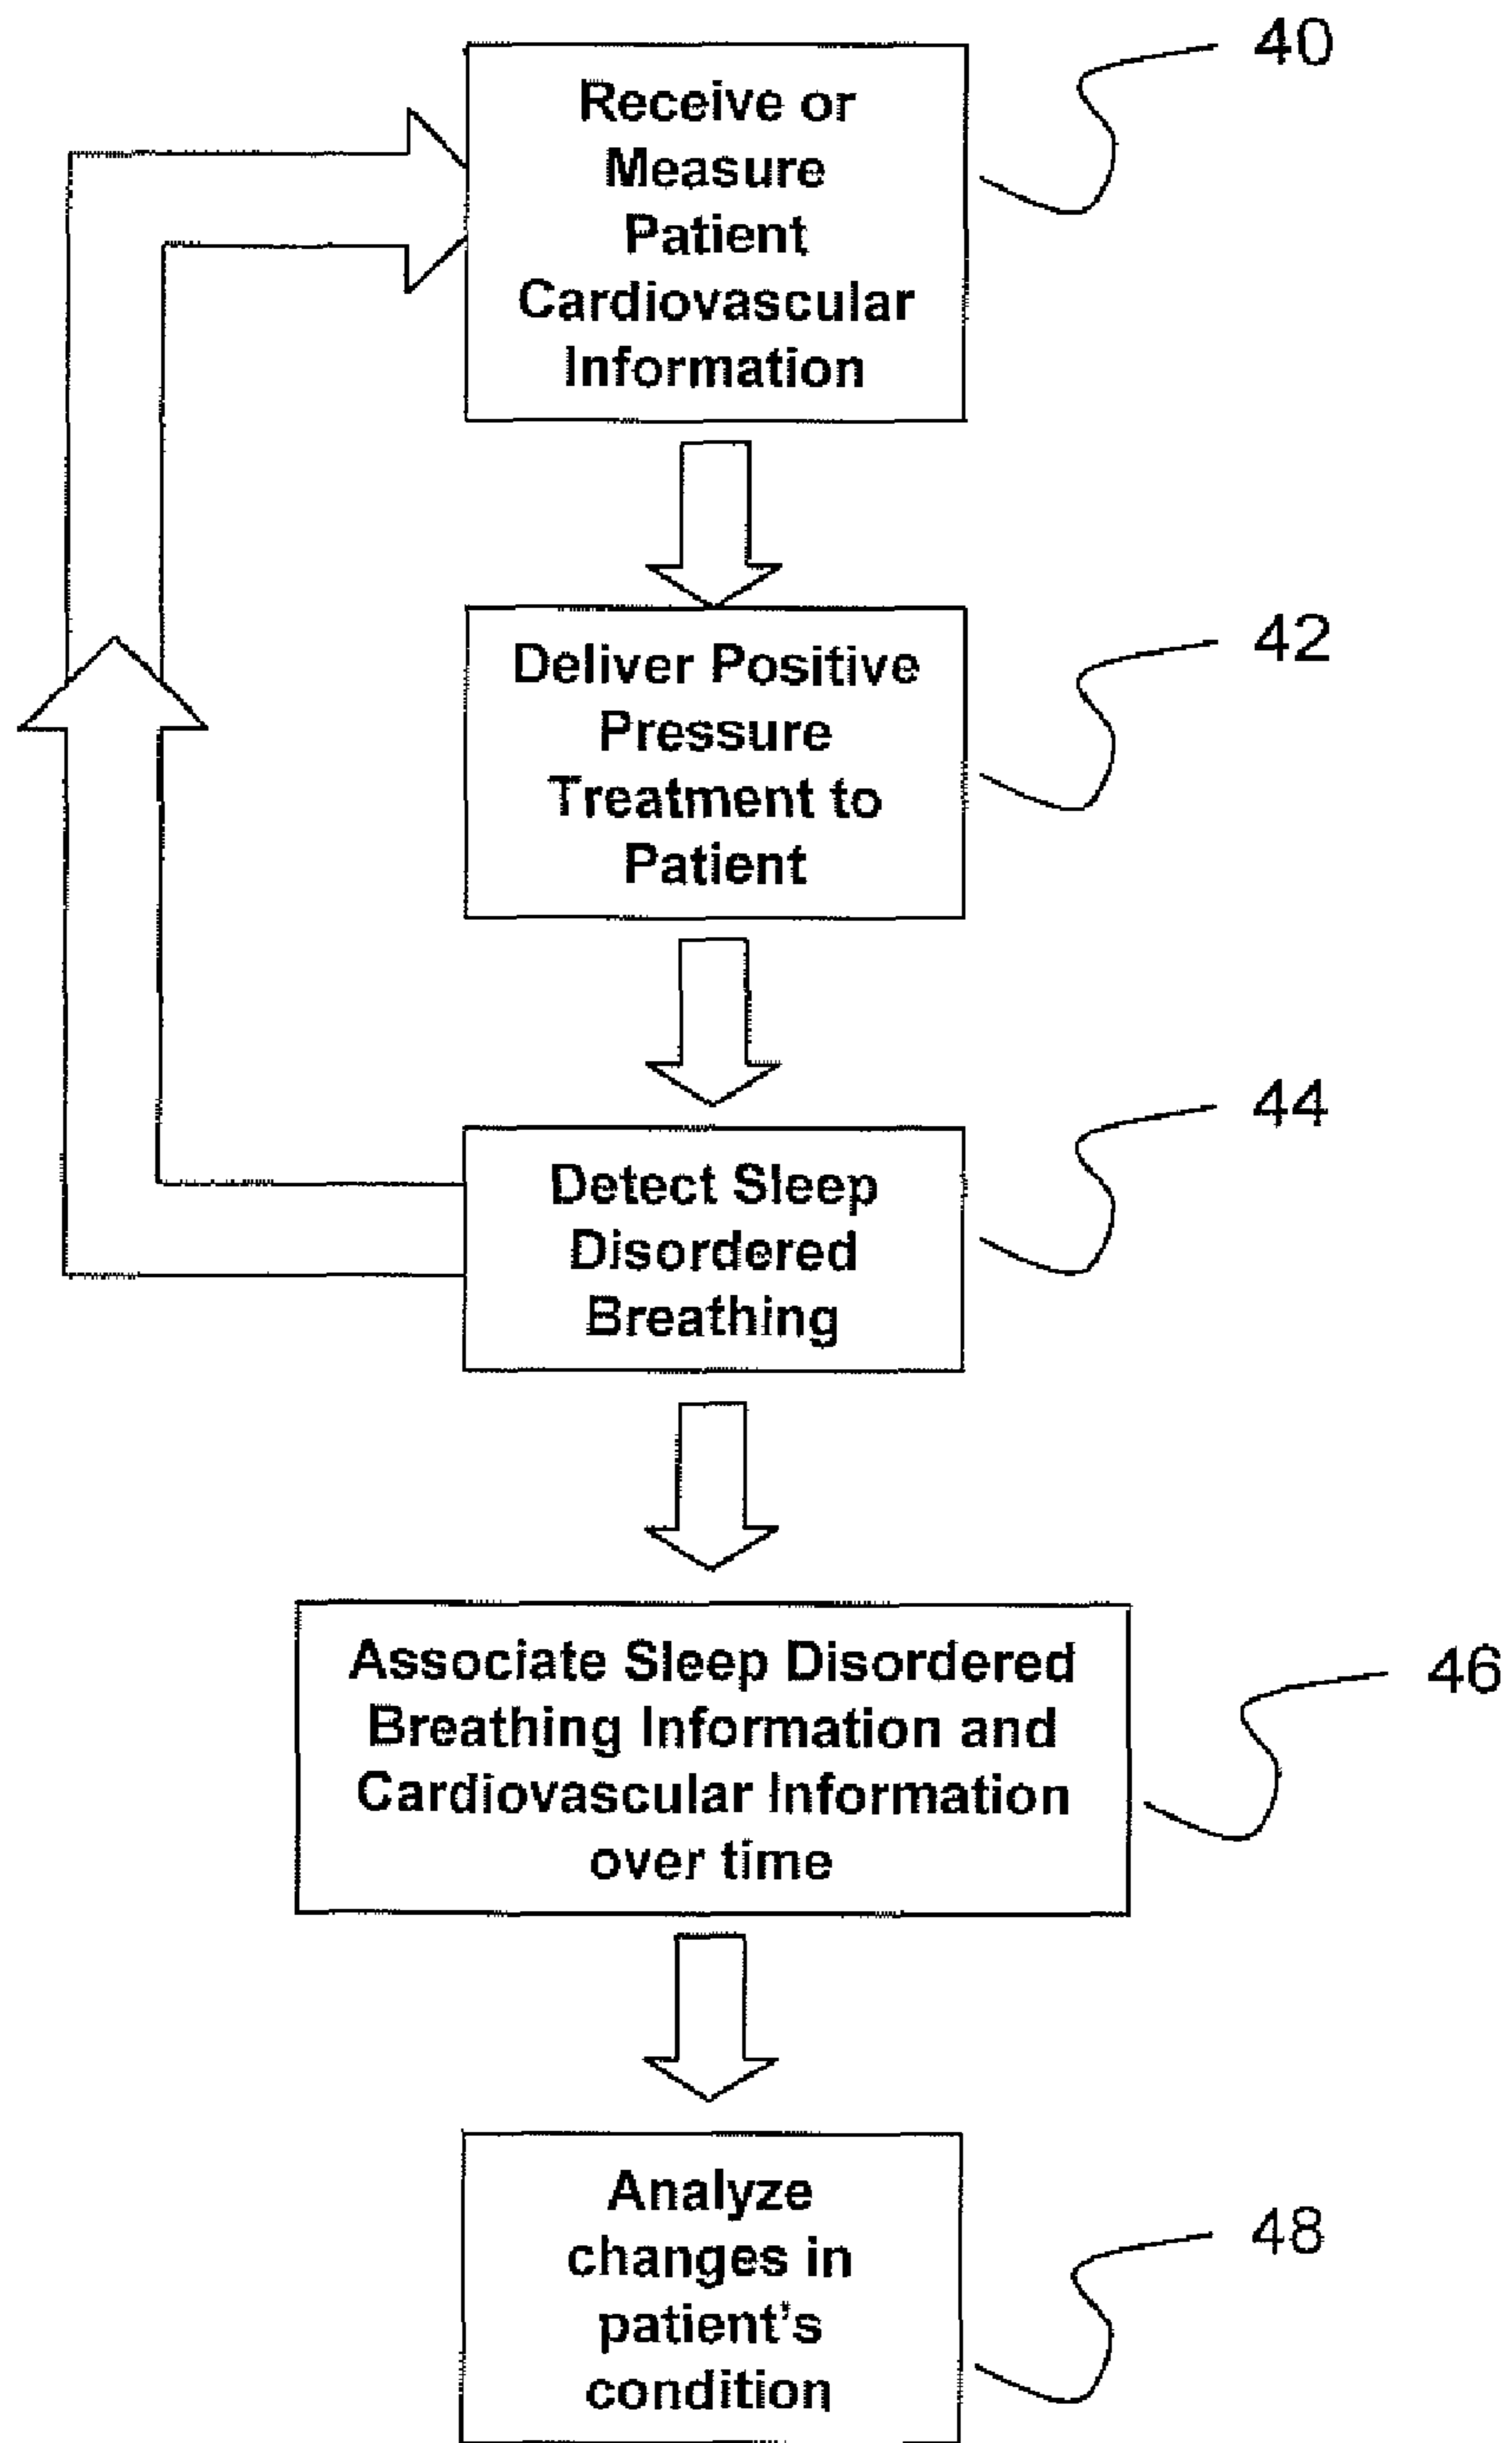 40
Receive or
Measure
Patient
Cardiovascular
Information
42
Deliver Positive
Pressure
Treatment to
Patient
44
Detect Sleep
Disordered
Breathing
46
Associate Sleep Disordered
Breathing Information and
Cardiovascular Information
over time
48
Analyze
changes in
patient's
condition